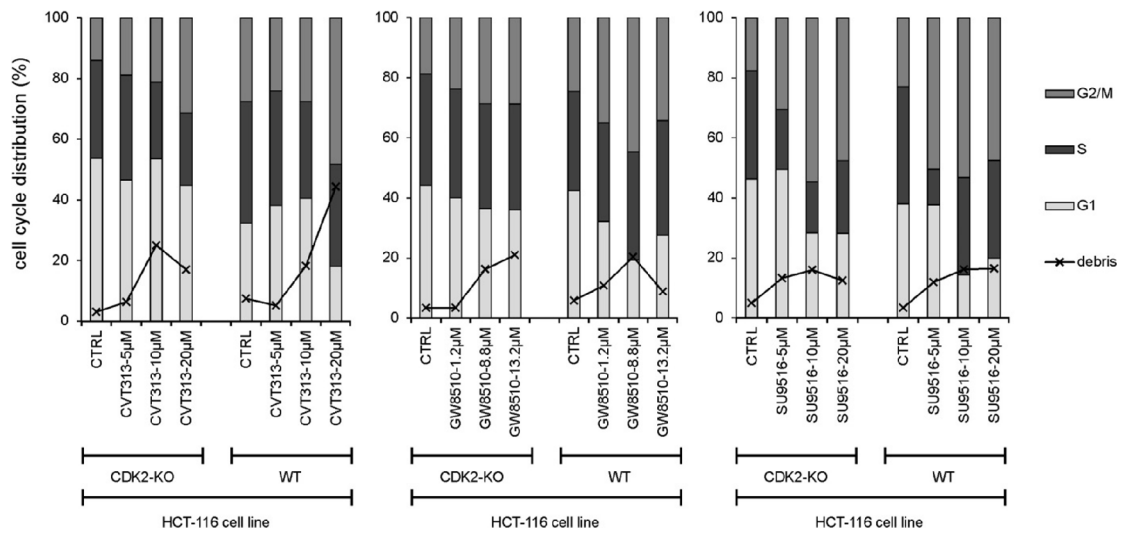 cell cycle distribution (%)
100
80
60
40
20
0
CTRL
CVT313-5µM
CVT313-10µM
CVT313-20µM
CTRL
CVT313-5µM
CVT313-10µM
CVT313-20µM
CDK2-KO
WT
HCT-116 cell line
100
80
60
40
20
0
CTRL
GW8510-1.2µM
GW8510-8.8µM
GW8510-13.2µM
CTRL
GW8510-1.2µM
GW8510-8.8µM
GW8510-13.2µM
CDK2-KO
WT
HCT-116 cell line
100
80
60
40
20
0
CTRL
SU9516-5µM
SU9516-10µM
SU9516-20µM
CTRL
SU9516-5µM
SU9516-10µM
SU9516-20µM
CDK2-KO
WT
HCT-116 cell line
G2/M
S
G1
debris